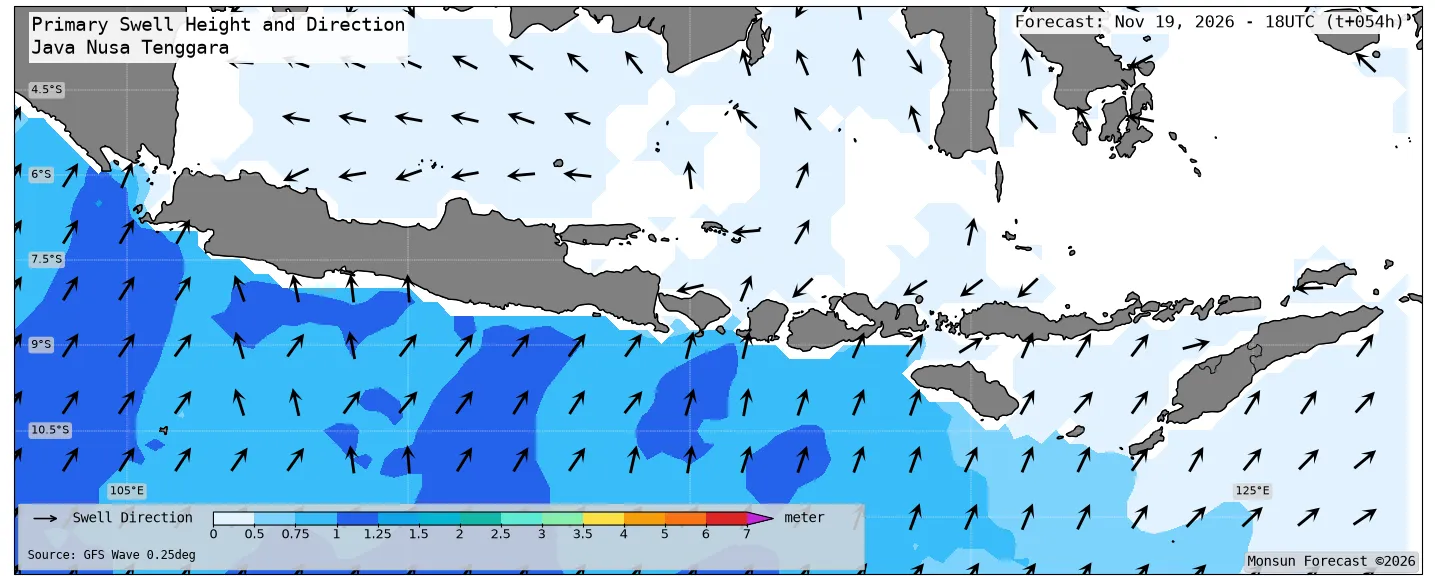 Primary Swell Height and Direction
Java Nusa Tenggara
Forecast: Nov 19, 2026 - 18UTC (t+054h)
4.5°S
6°S
7.5°S
9°S
10.5°S
105°E
125°E
Swell Direction
0 0.5 0.75 1 1.25 1.5 2 2.5 3 3.5 4 5 6 7
meter
Source: GFS Wave 0.25deg
Monsun Forecast ©2026